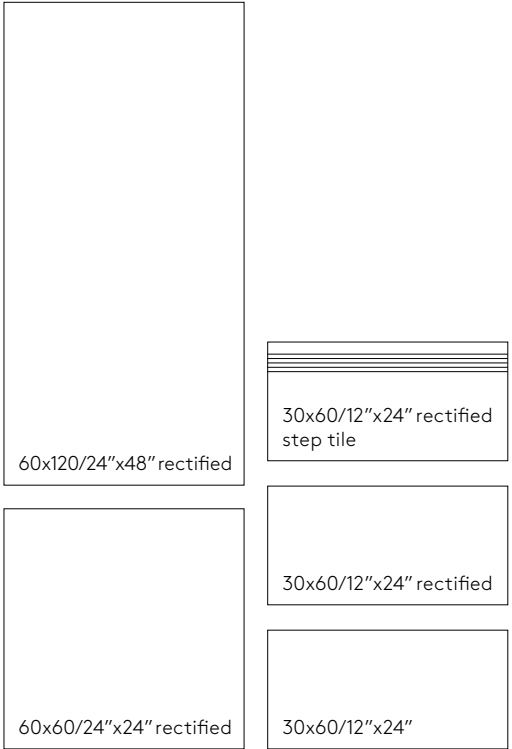 60x120/24"x48" rectified
60x60/24"x24" rectified
30x60/12"x24" rectified
step tile
30x60/12"x24" rectified
30x60/12"x24"